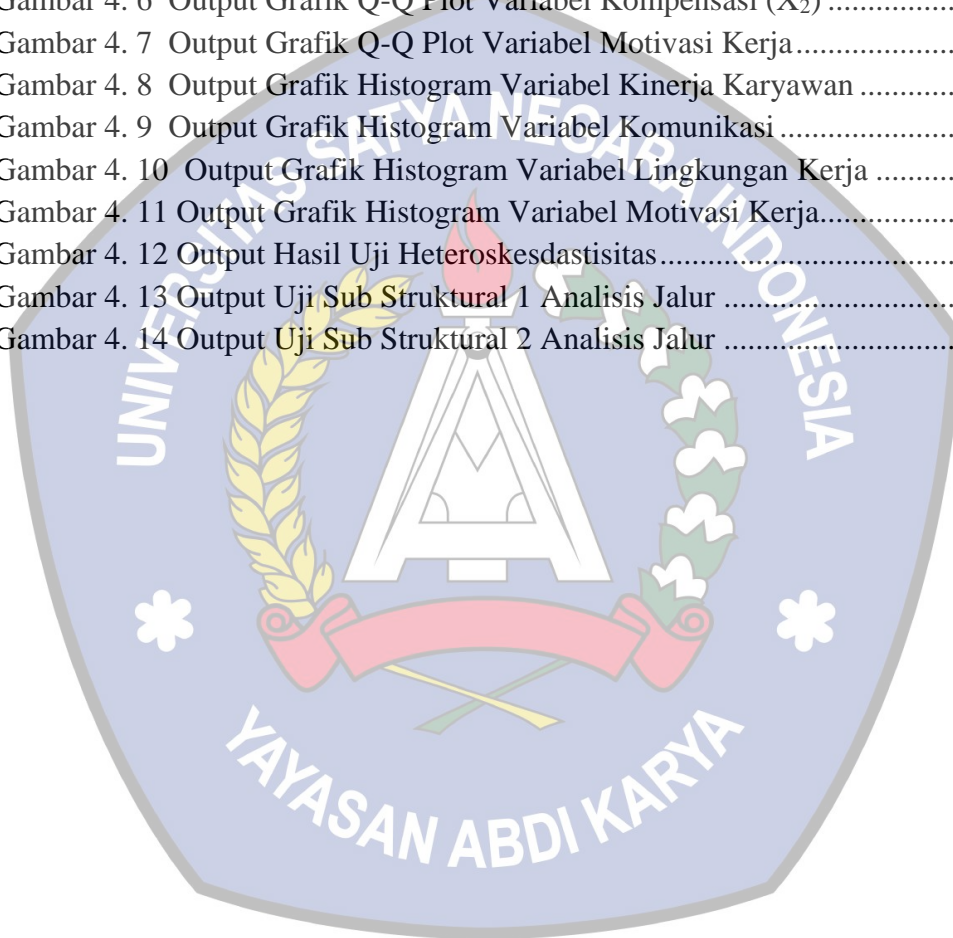 Gambar 4. 6 Output Grafik Q-Q Plot Variabel Kompensasi (X₂) ................
Gambar 4. 7 Output Grafik Q-Q Plot Variabel Motivasi Kerja ....................
Gambar 4. 8 Output Grafik Histogram Variabel Kinerja Karyawan ............
Gambar 4. 9 Output Grafik Histogram Variabel Komunikasi ......................
Gambar 4. 10 Output Grafik Histogram Variabel Lingkungan Kerja ..........
Gambar 4. 11 Output Grafik Histogram Variabel Motivasi Kerja.................
Gambar 4. 12 Output Hasil Uji Heteroskesdastisitas.....................................
Gambar 4. 13 Output Uji Sub Struktural 1 Analisis Jalur .............................
Gambar 4. 14 Output Uji Sub Struktural 2 Analisis Jalur .............................
UNIVERSITAS SATYA NEGARA INDONESIA
YAYASAN ABDI KARYA